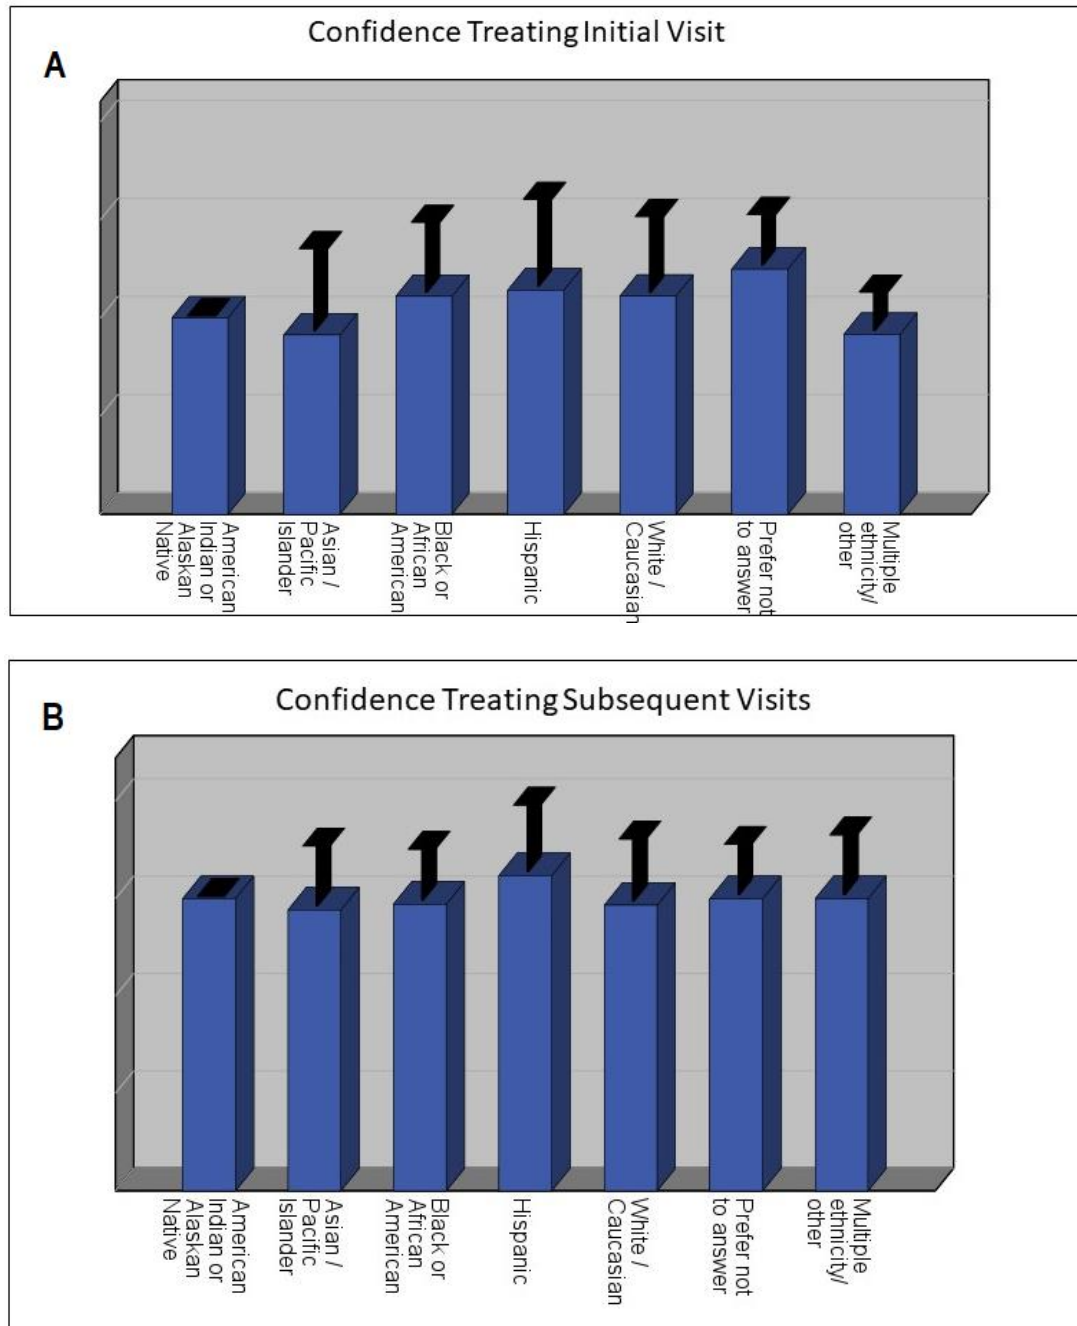 Confidence Treating Initial Visit
A
American
Indian or
Alaskan
Native
Asian /
Pacific
Islander
Black or
African
American
Hispanic
White /
Caucasian
Prefer not
to answer
Multiple
ethnicity/
other
Confidence Treating Subsequent Visits
B
American
Indian or
Alaskan
Native
Asian /
Pacific
Islander
Black or
African
American
Hispanic
White /
Caucasian
Prefer not
to answer
Multiple
ethnicity/
other